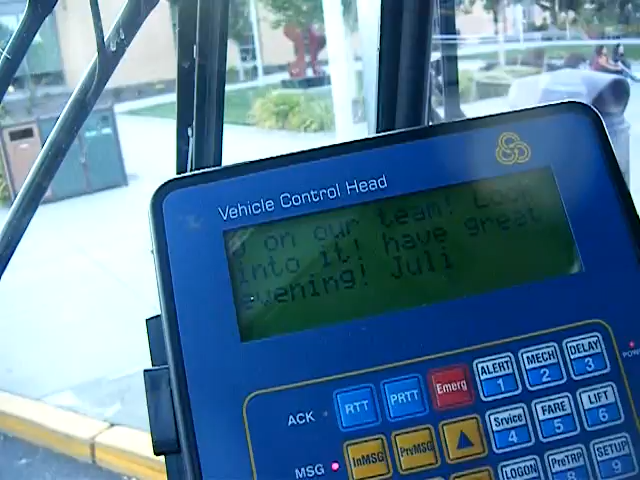 Vehicle Control Head
y on our team! Look
into it! have great
evening! Juli
ACK
RTT
PRTT
Emerg
ALERT
1
MECH
2
DELAY
3
MSG
InMSG
PrvMSG
Srvice
4
FARE
5
LIFT
6
LOGON
PreTRP
8
SETUP
9